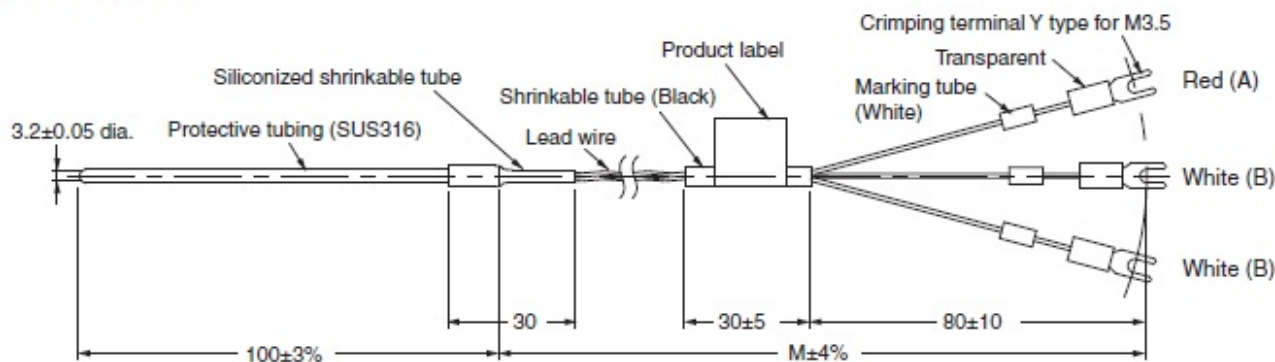 Crimping terminal Y type for M3.5
Product label
Transparent
Siliconized shrinkable tube
Marking tube
(White)
Red (A)
Shrinkable tube (Black)
3.2±0.05 dia.
Protective tubing (SUS316)
Lead wire
White (B)
White (B)
30
30±5
80±10
100±3%
M±4%